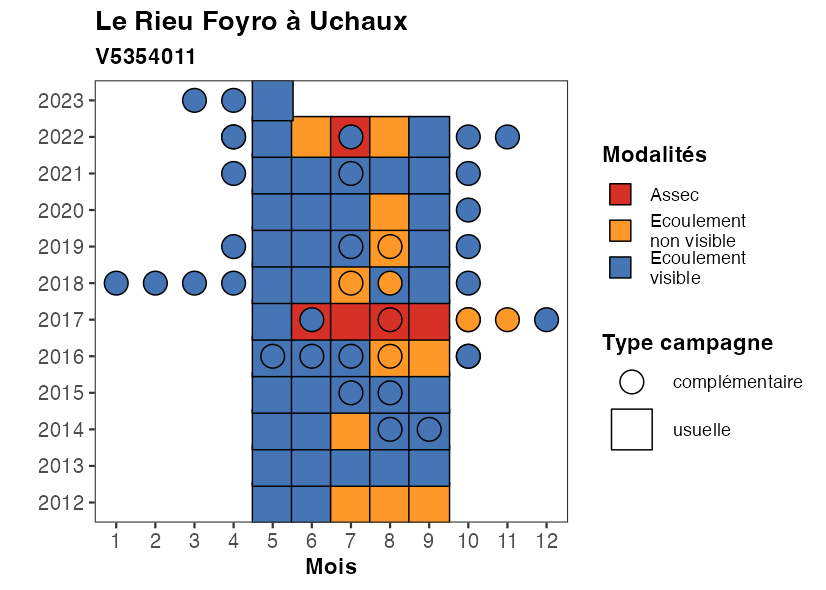 Le Rieu Foyro à Uchaux
V5354011
2023
2022
2021
2020
2019
2018
2017
2016
2015
2014
2013
2012
1 2 3 4 5 6 7 8 9 10 11 12
Mois
Modalités
Assec
Ecoulement
non visible
Ecoulement
visible
Type campagne
complémentaire
usuelle